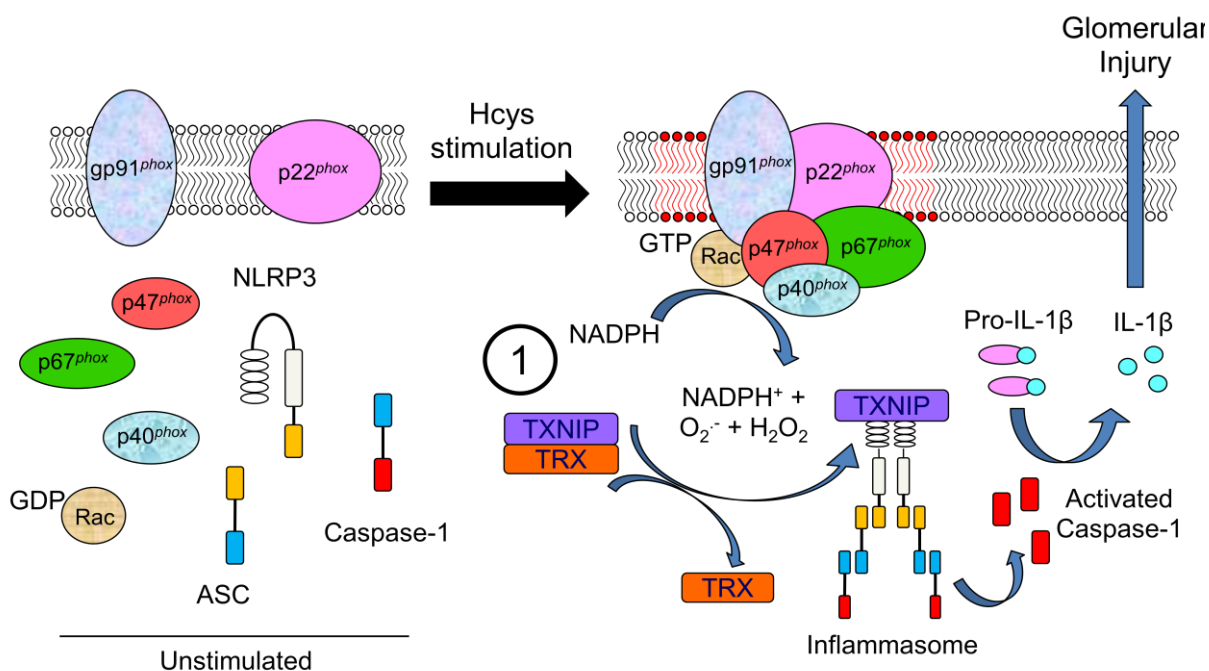 gp91phox
p22phox
p47phox
p67phox
p40phox
GDP
Rac
NLRP3
ASC
Caspase-1
Unstimulated
Hcys
stimulation
gp91phox
p22phox
GTP
Rac
p47phox
p67phox
p40phox
NADPH
1
NADPH⁺ +
O₂·⁻ + H₂O₂
TXNIP
TRX
TRX
TXNIP
Inflammasome
Activated
Caspase-1
Pro-IL-1β
IL-1β
Glomerular
Injury